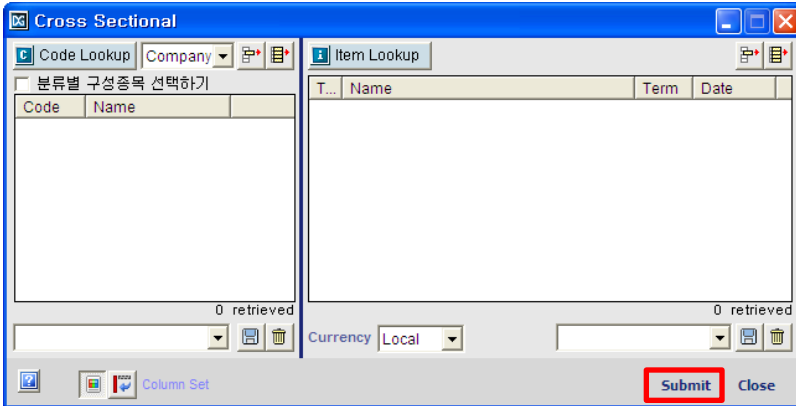 Cross Sectional
Code Lookup Company
Item Lookup
분류별 구성종목 선택하기
Code Name
T... Name Term Date
0 retrieved
0 retrieved
Currency Local
Column Set
Submit Close